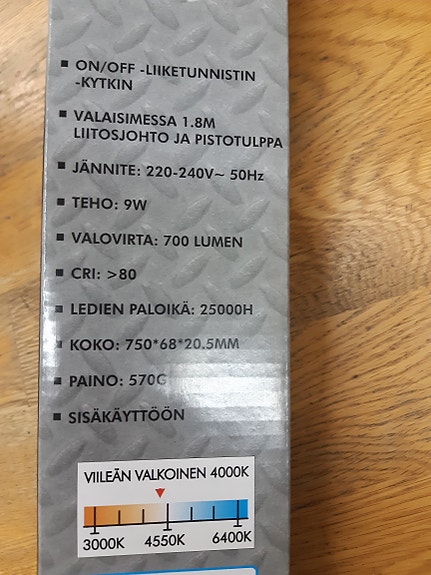 ▪ ON/OFF -LIIKETUNNISTIN
-KYTKIN
▪ VALAISIMESSA 1.8M
LIITOSJOHTO JA PISTOTULPPA
▪ JÄNNITE: 220-240V~ 50Hz
▪ TEHO: 9W
▪ VALOVIRTA: 700 LUMEN
▪ CRI: >80
▪ LEDIEN PALOIKÄ: 25000H
▪ KOKO: 750*68*20.5MM
▪ PAINO: 570G
▪ SISÄKÄYTTÖÖN
VIILEÄN VALKOINEN 4000K
3000K 4550K 6400K